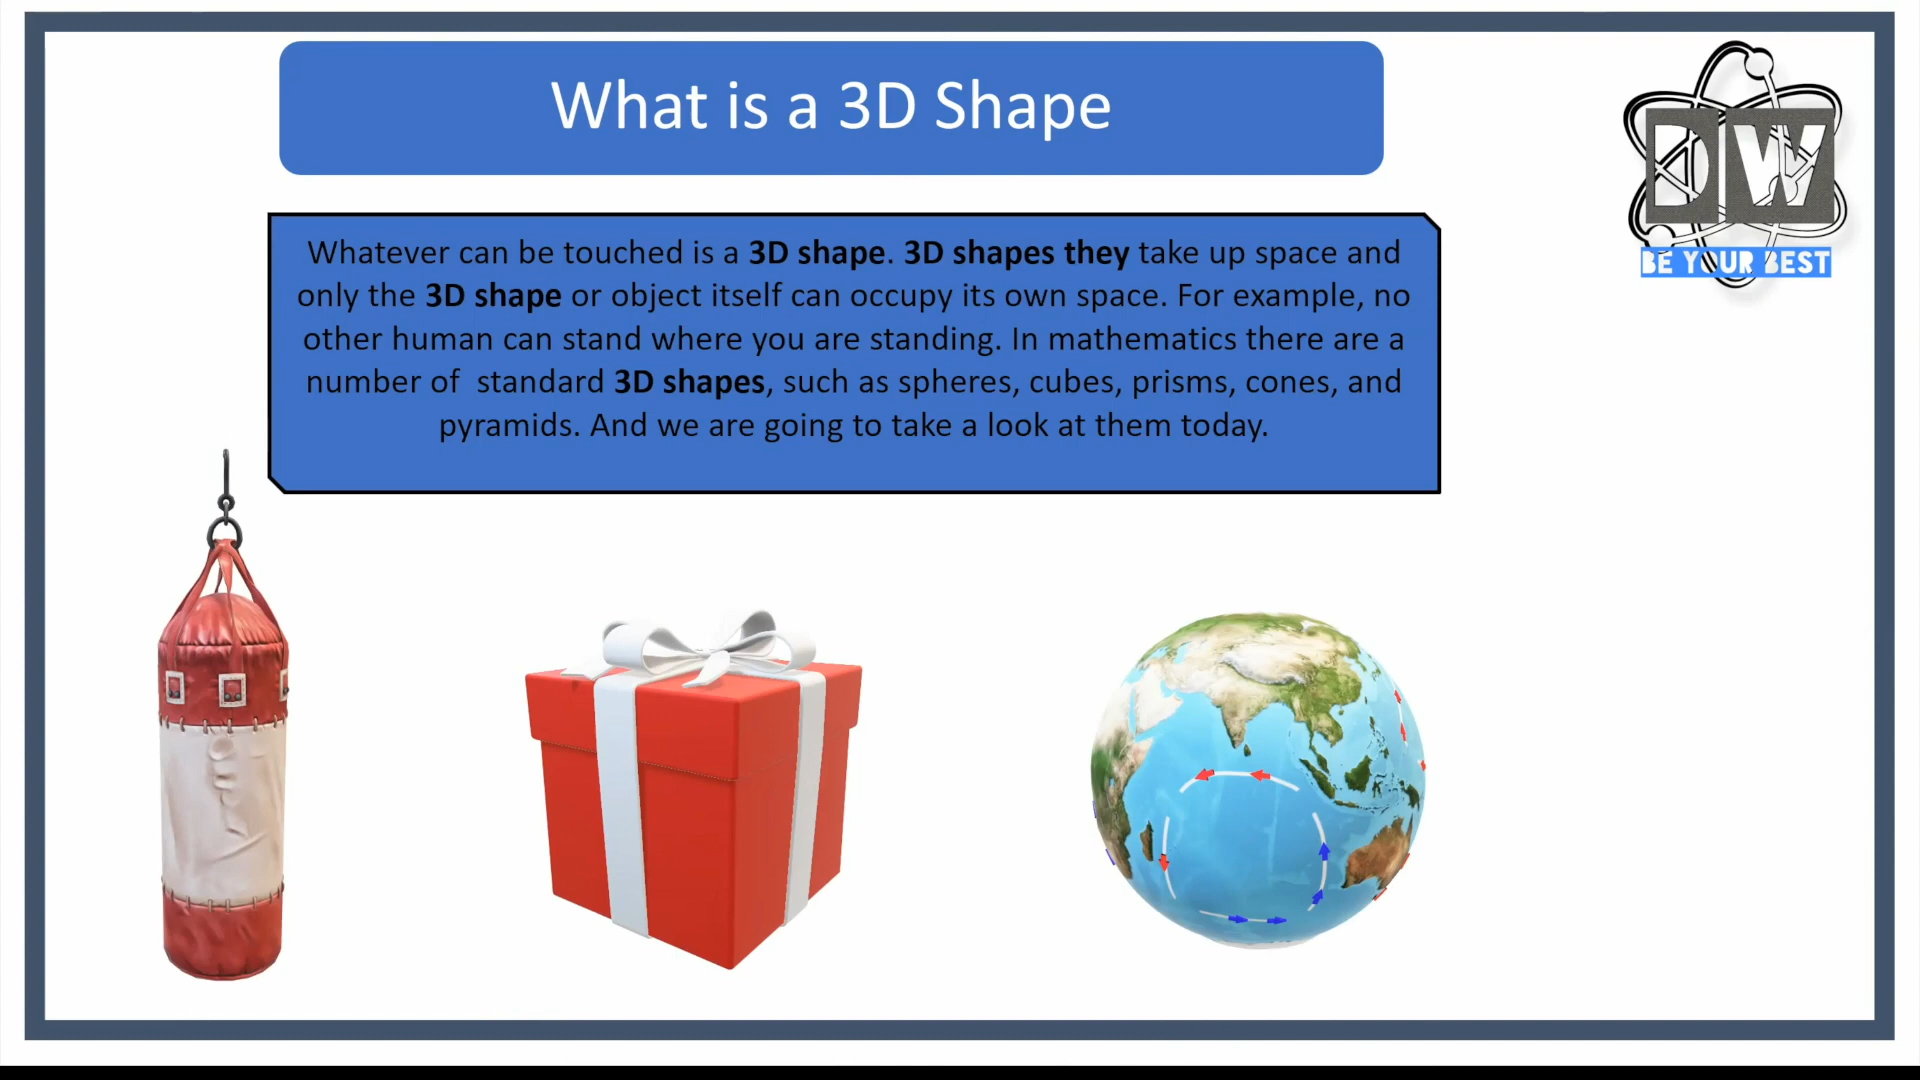 What is a 3D Shape
DW
BE YOUR BEST
Whatever can be touched is a 3D shape. 3D shapes they take up space and
only the 3D shape or object itself can occupy its own space. For example, no
other human can stand where you are standing. In mathematics there are a
number of  standard 3D shapes, such as spheres, cubes, prisms, cones, and
pyramids. And we are going to take a look at them today.